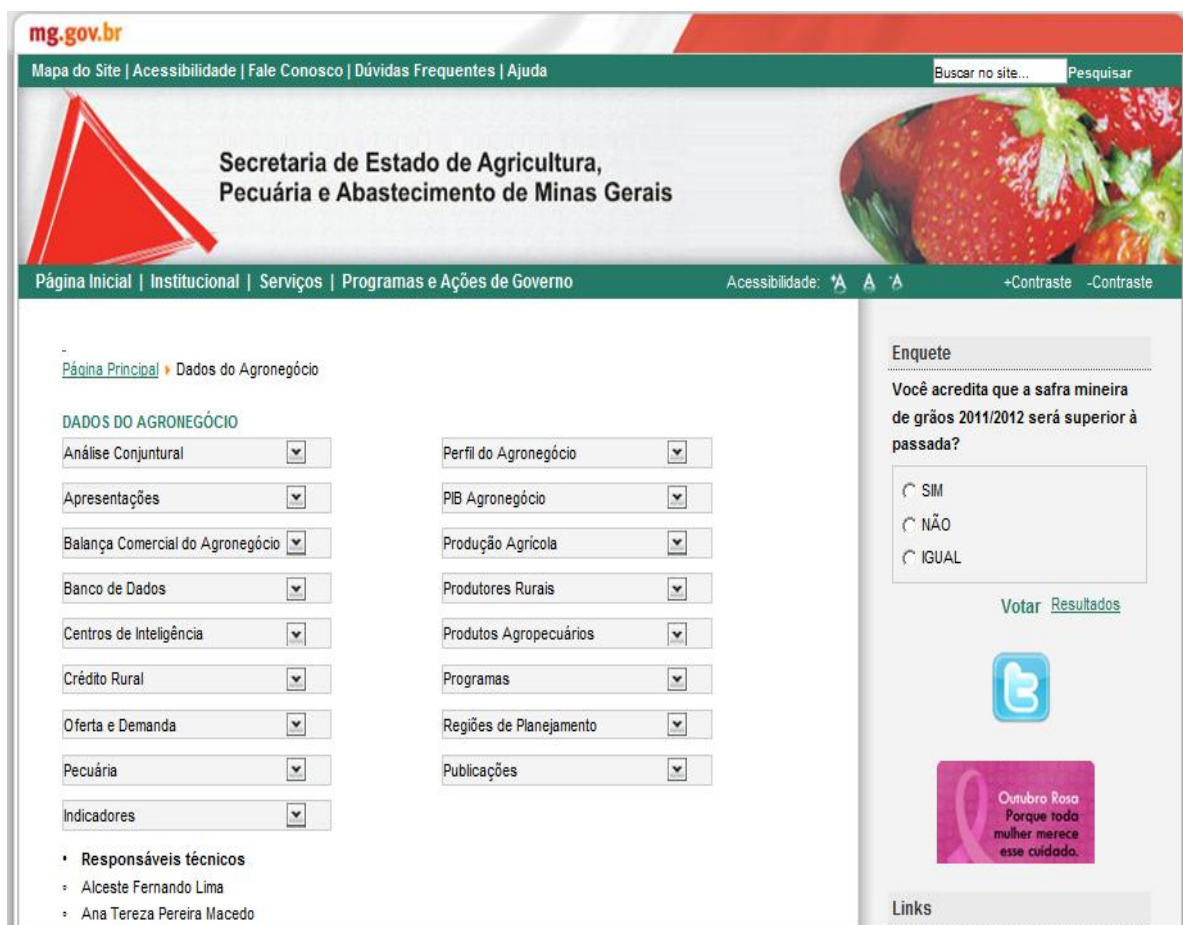 mg.gov.br
Mapa do Site | Acessibilidade | Fale Conosco | Dúvidas Frequentes | Ajuda
Buscar no site... Pesquisar
Secretaria de Estado de Agricultura,
Pecuária e Abastecimento de Minas Gerais
Página Inicial | Institucional | Serviços | Programas e Ações de Governo
Acessibilidade: +A A -A +Contraste -Contraste
Página Principal Dados do Agronegócio
DADOS DO AGRONEGÓCIO
Análise Conjuntural
Apresentações
Balança Comercial do Agronegócio
Banco de Dados
Centros de Inteligência
Crédito Rural
Oferta e Demanda
Pecuária
Indicadores
Perfil do Agronegócio
PIB Agronegócio
Produção Agrícola
Produtores Rurais
Produtos Agropecuários
Programas
Regiões de Planejamento
Publicações
• Responsáveis técnicos
Alceste Fernando Lima
Ana Tereza Pereira Macedo
Enquete
Você acredita que a safra mineira
de grãos 2011/2012 será superior à
passada?
SIM
NÃO
IGUAL
Votar Resultados
Outubro Rosa
Porque toda
mulher merece
esse cuidado.
Links